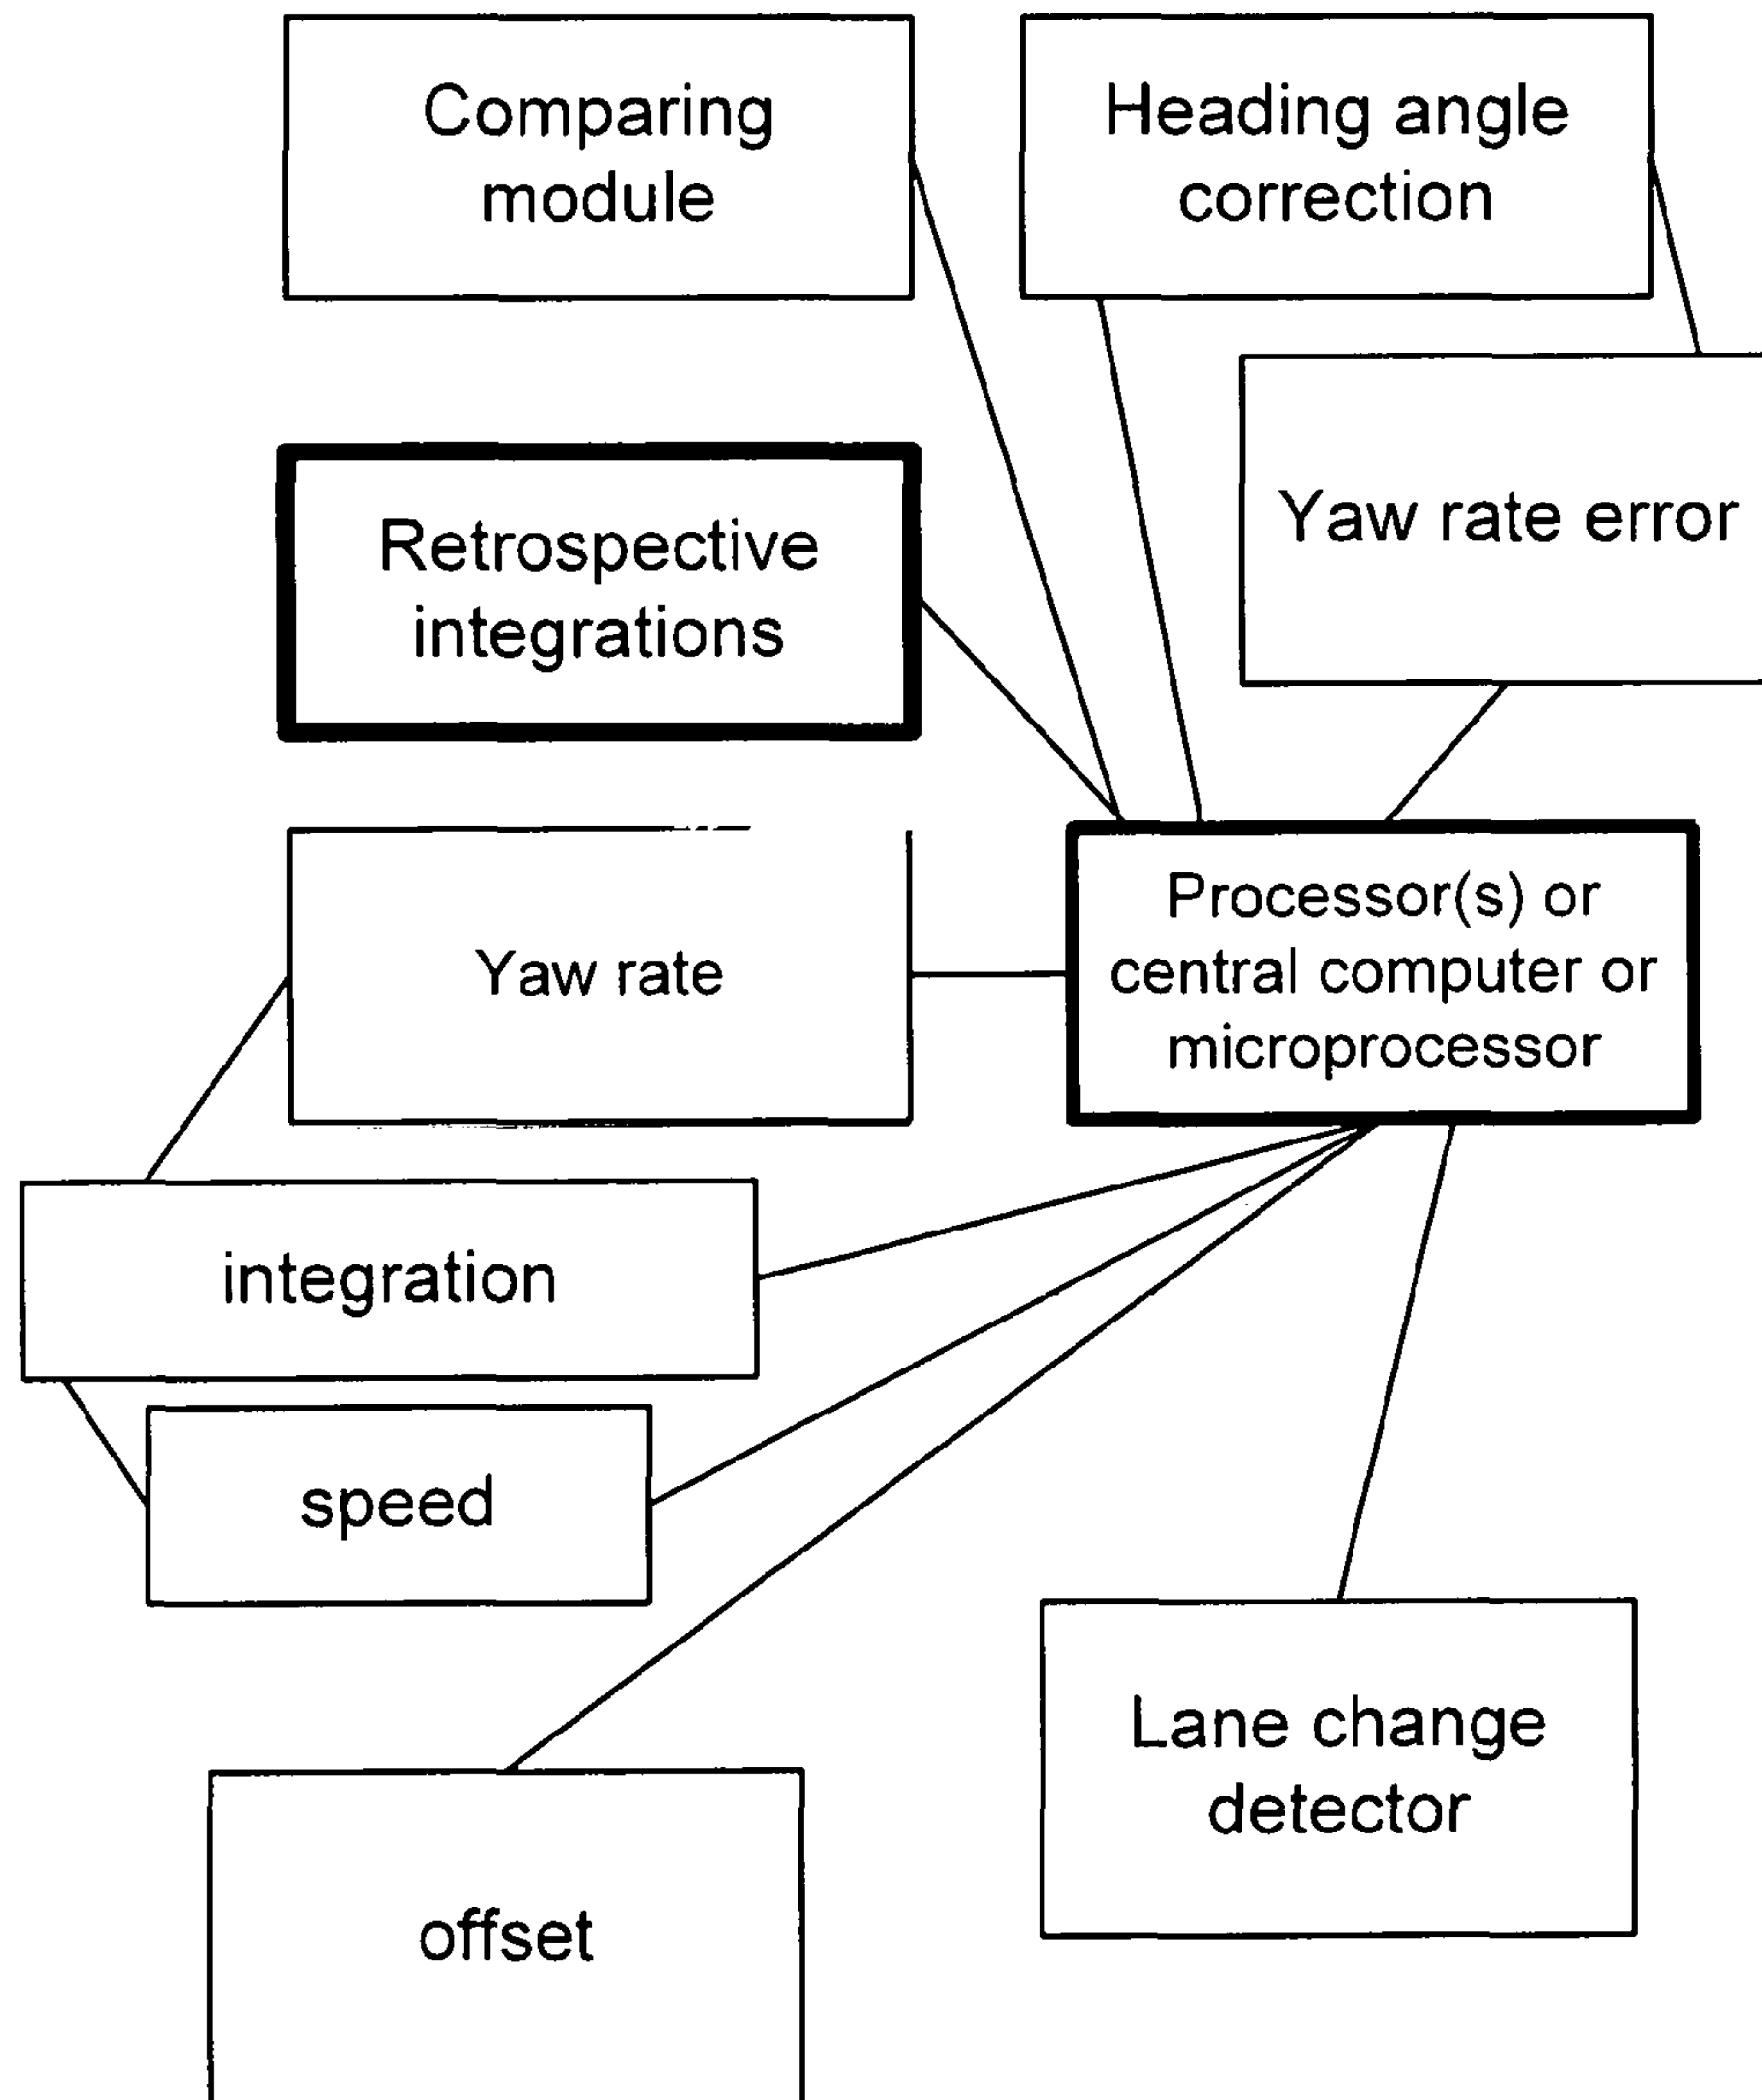 Comparing
module
Heading angle
correction
Retrospective
integrations
Yaw rate error
Yaw rate
Processor(s) or
central computer or
microprocessor
integration
speed
Lane change
detector
offset